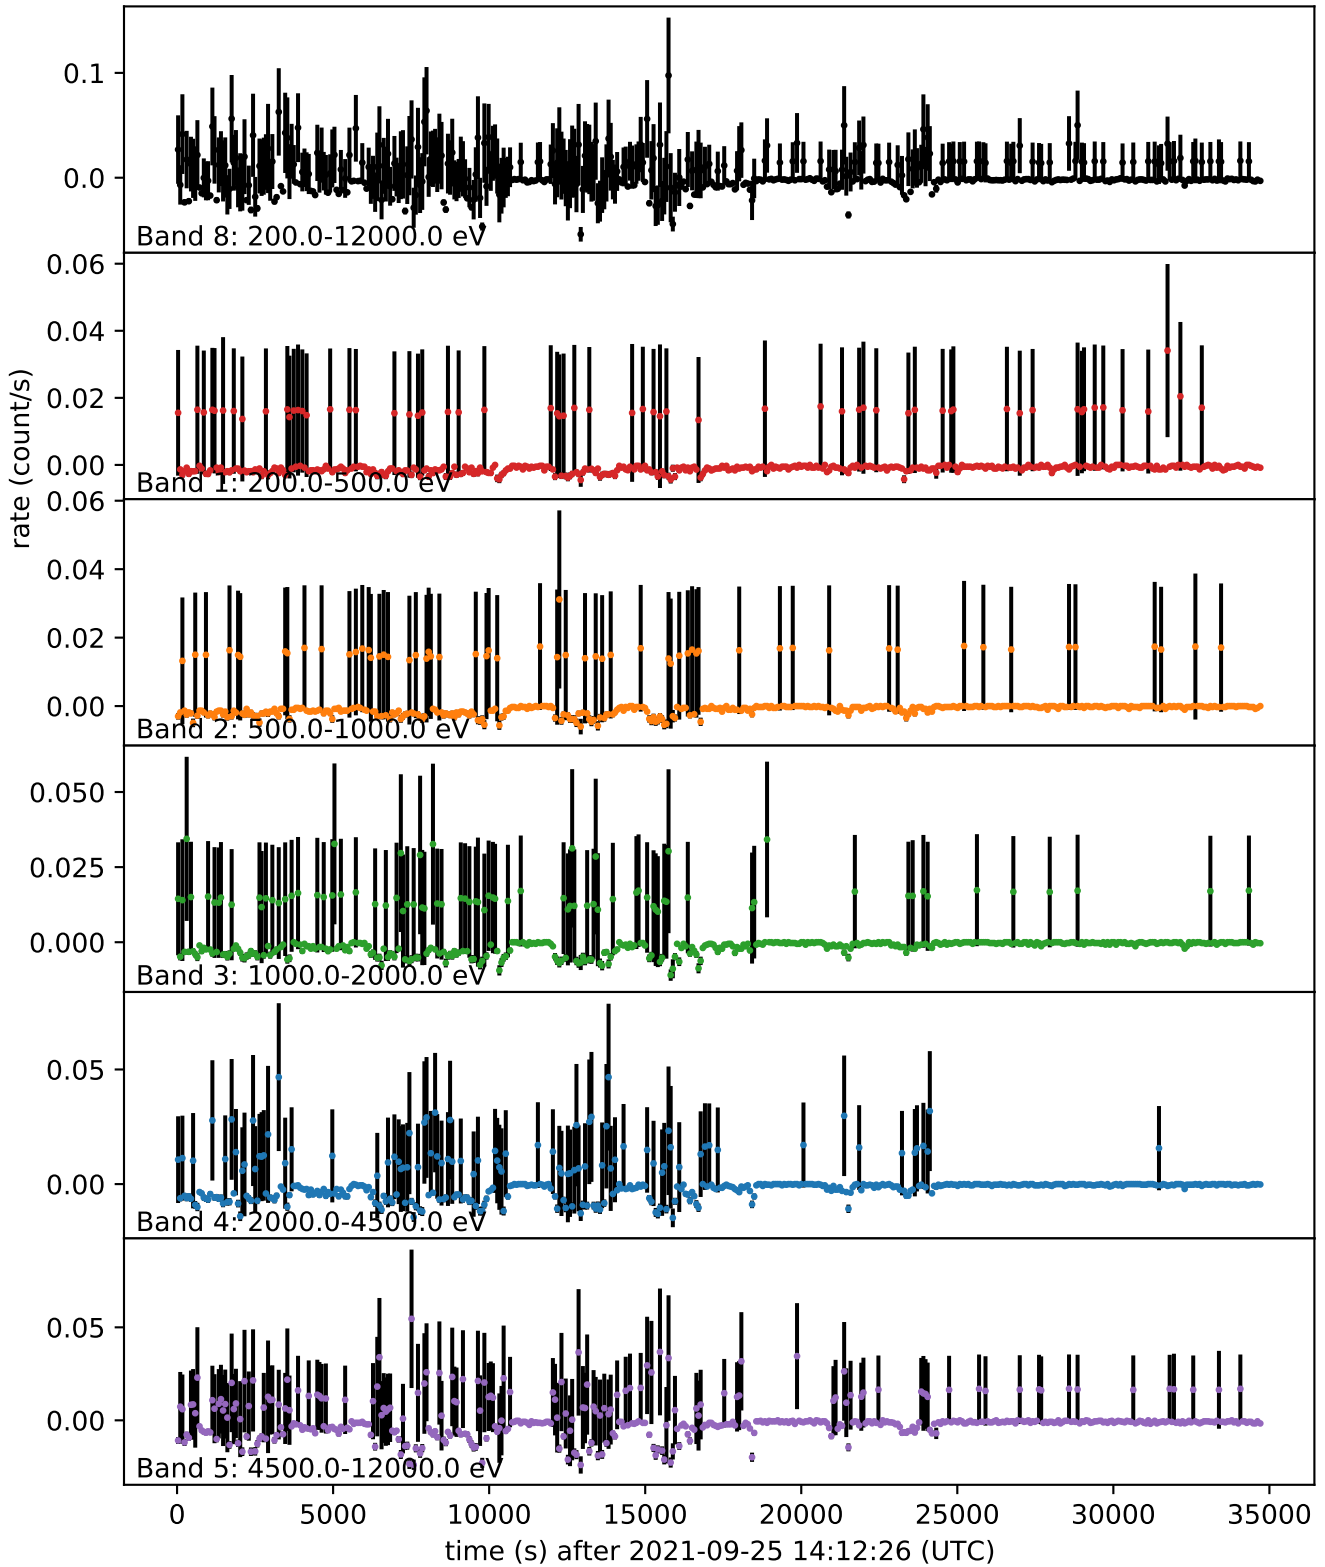 0.1
0.0
Band 8: 200.0-12000.0 eV
0.06
0.04
0.02
0.00
Band 1: 200.0-500.0 eV
rate (count/s)
0.06
0.04
0.02
0.00
Band 2: 500.0-1000.0 eV
0.050
0.025
0.000
Band 3: 1000.0-2000.0 eV
0.05
0.00
Band 4: 2000.0-4500.0 eV
0.05
0.00
Band 5: 4500.0-12000.0 eV
0 5000 10000 15000 20000 25000 30000 35000
time (s) after 2021-09-25 14:12:26 (UTC)